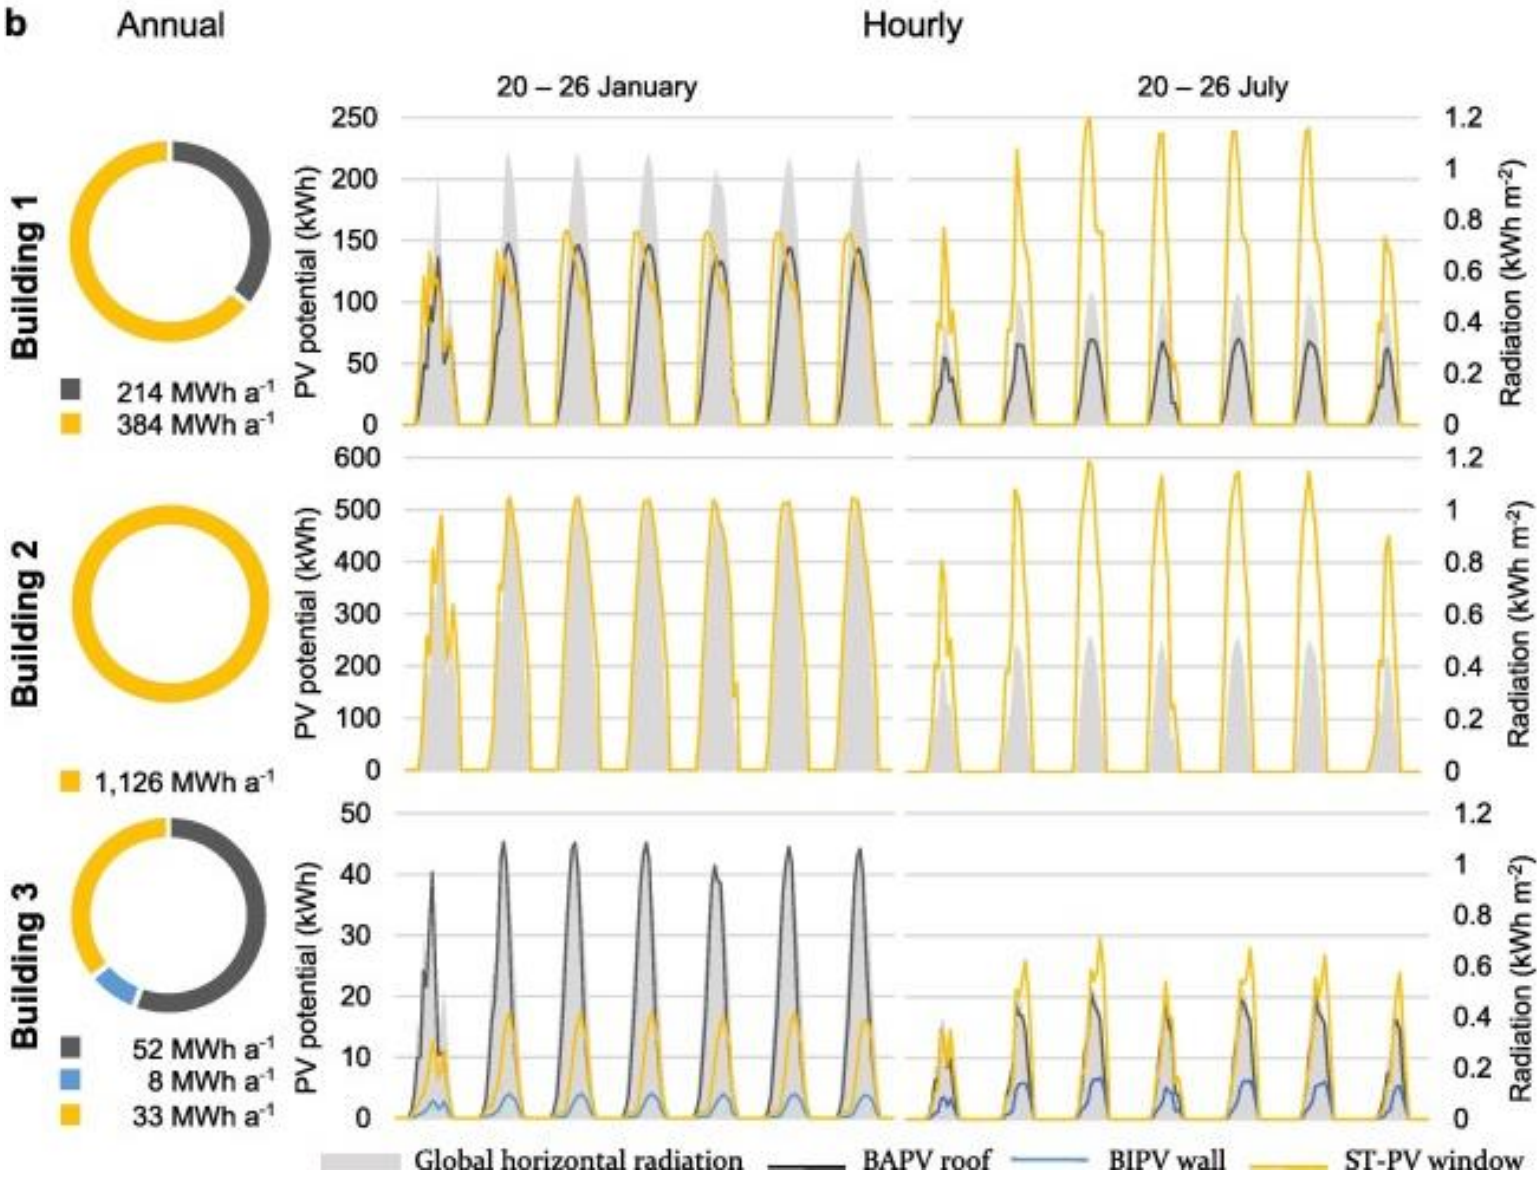 b Annual Hourly
20 – 26 January 20 – 26 July
Building 1
214 MWh a-1
384 MWh a-1
PV potential (kWh)
250
200
150
100
50
0
1.2
1
0.8
0.6
0.4
0.2
0
Radiation (kWh m-2)
Building 2
1,126 MWh a-1
PV potential (kWh)
600
500
400
300
200
100
0
1.2
1
0.8
0.6
0.4
0.2
0
Radiation (kWh m-2)
Building 3
52 MWh a-1
8 MWh a-1
33 MWh a-1
PV potential (kWh)
50
40
30
20
10
0
1.2
1
0.8
0.6
0.4
0.2
0
Radiation (kWh m-2)
Global horizontal radiation BAPV roof BIPV wall ST-PV window